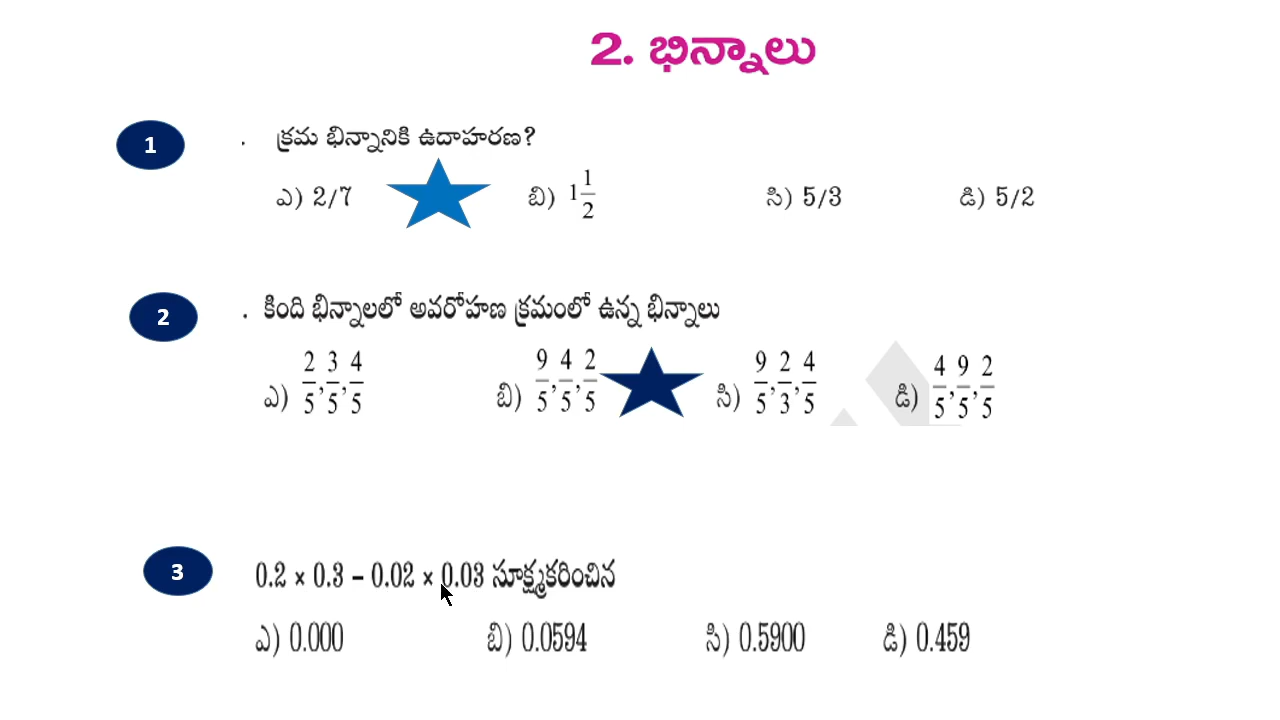 2. భిన్నాలు
1 . క్రమ భిన్నానికి ఉదాహరణ?
ఎ) 2/7 బి) 1 1/2 సి) 5/3 డి) 5/2
2 . కింది భిన్నాలలో అవరోహణ క్రమంలో ఉన్న భిన్నాలు
ఎ) 2/5, 3/5, 4/5 బి) 9/5, 4/5, 2/5 సి) 9/5, 2/3, 4/5 డి) 4/5, 9/5, 2/5
3 0.2 × 0.3 – 0.02 × 0.03 సూక్ష్మకరించిన
ఎ) 0.000 బి) 0.0594 సి) 0.5900 డి) 0.459